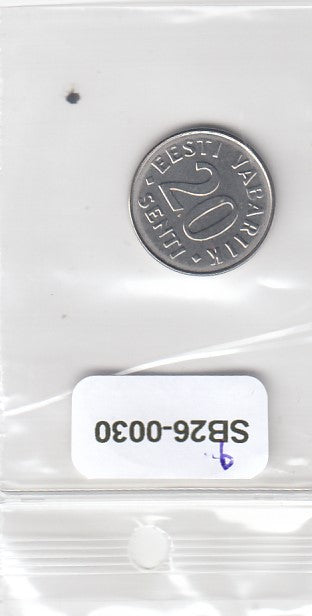 EESTI VABARIIK
20
SENTI
SB26-0030